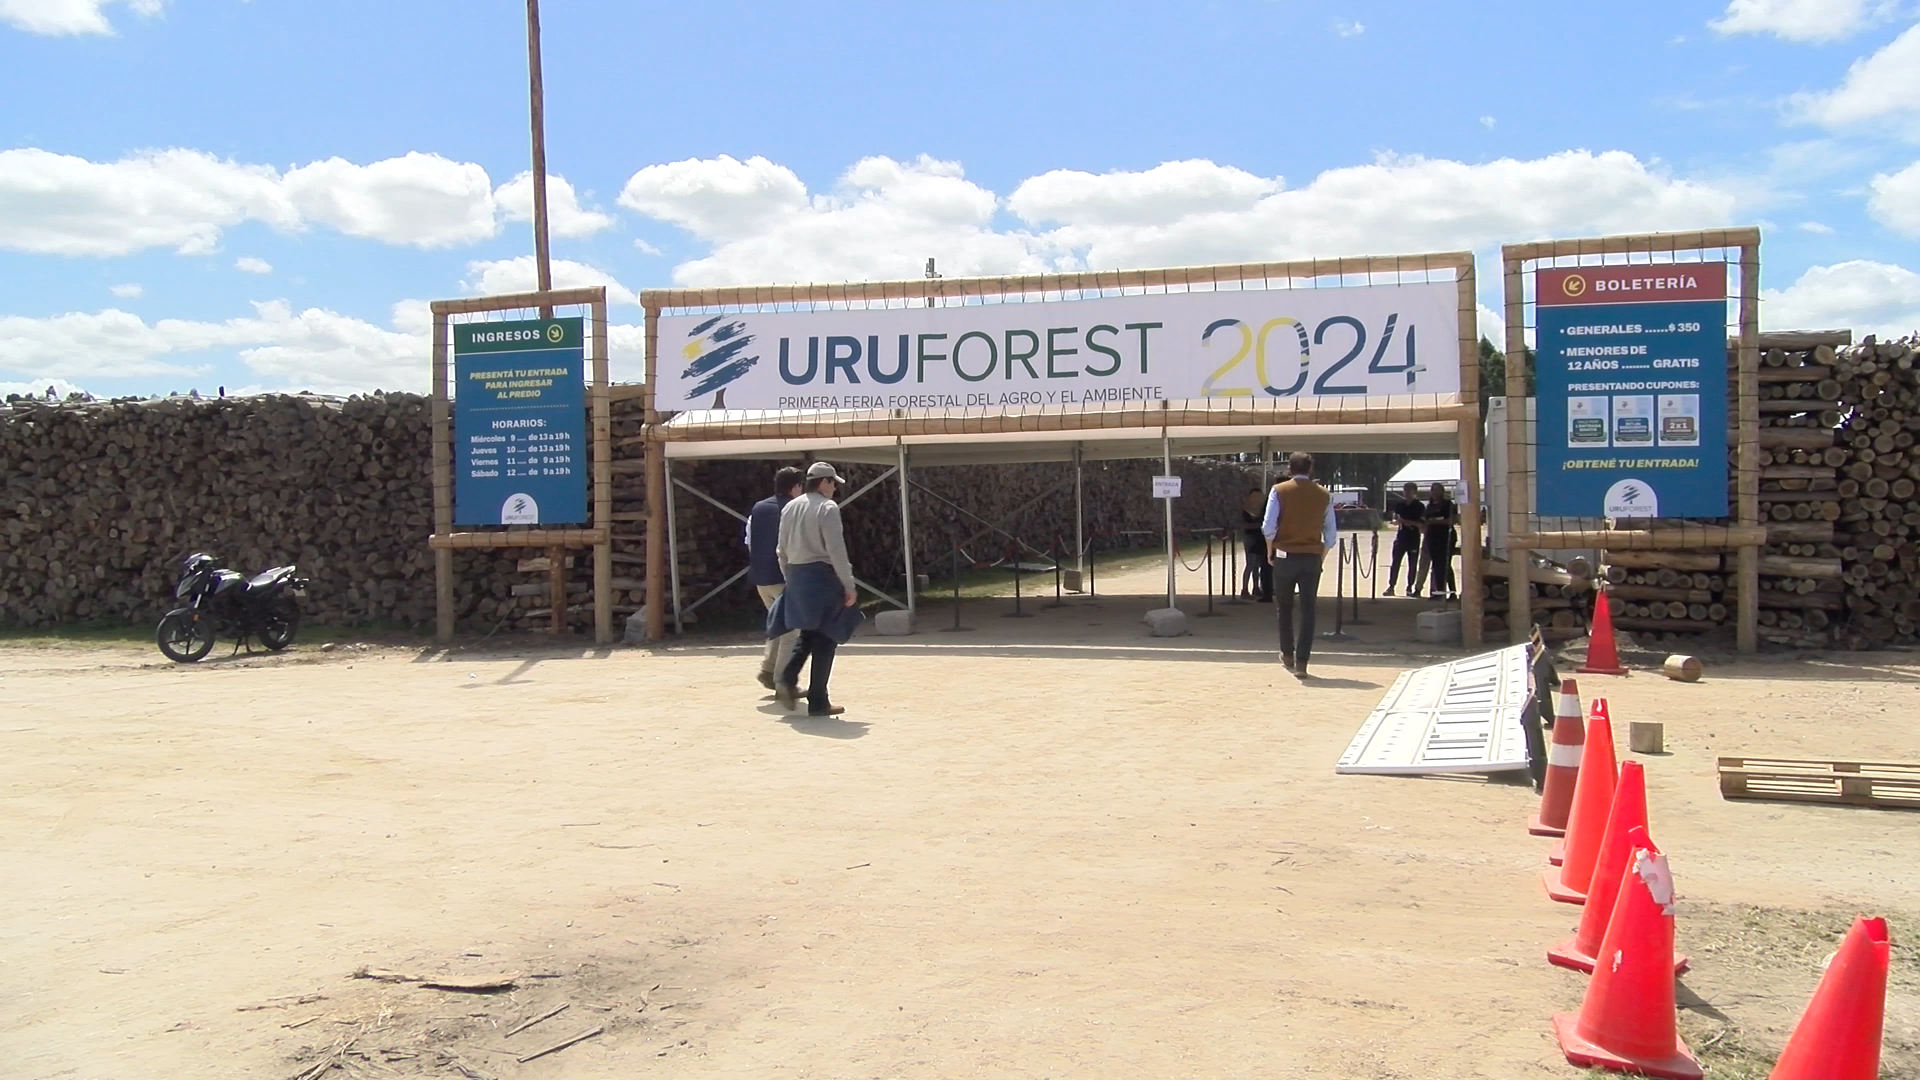 INGRESOS
PRESENTÁ TU ENTRADA
PARA INGRESAR
AL PREDIO
HORARIOS:
Miércoles 9 .... de 13 a 19 h
Jueves 10 .... de 13 a 19 h
Viernes 11 .... de 9 a 19 h
Sábado 12 .... de 9 a 19 h
URUFOREST
URUFOREST 2024
PRIMERA FERIA FORESTAL DEL AGRO Y EL AMBIENTE
ENTRADA
BOLETERÍA
• GENERALES ......$ 350
• MENORES DE
12 AÑOS ........ GRATIS
PRESENTANDO CUPONES:
2x1
¡OBTENÉ TU ENTRADA!
URUFOREST